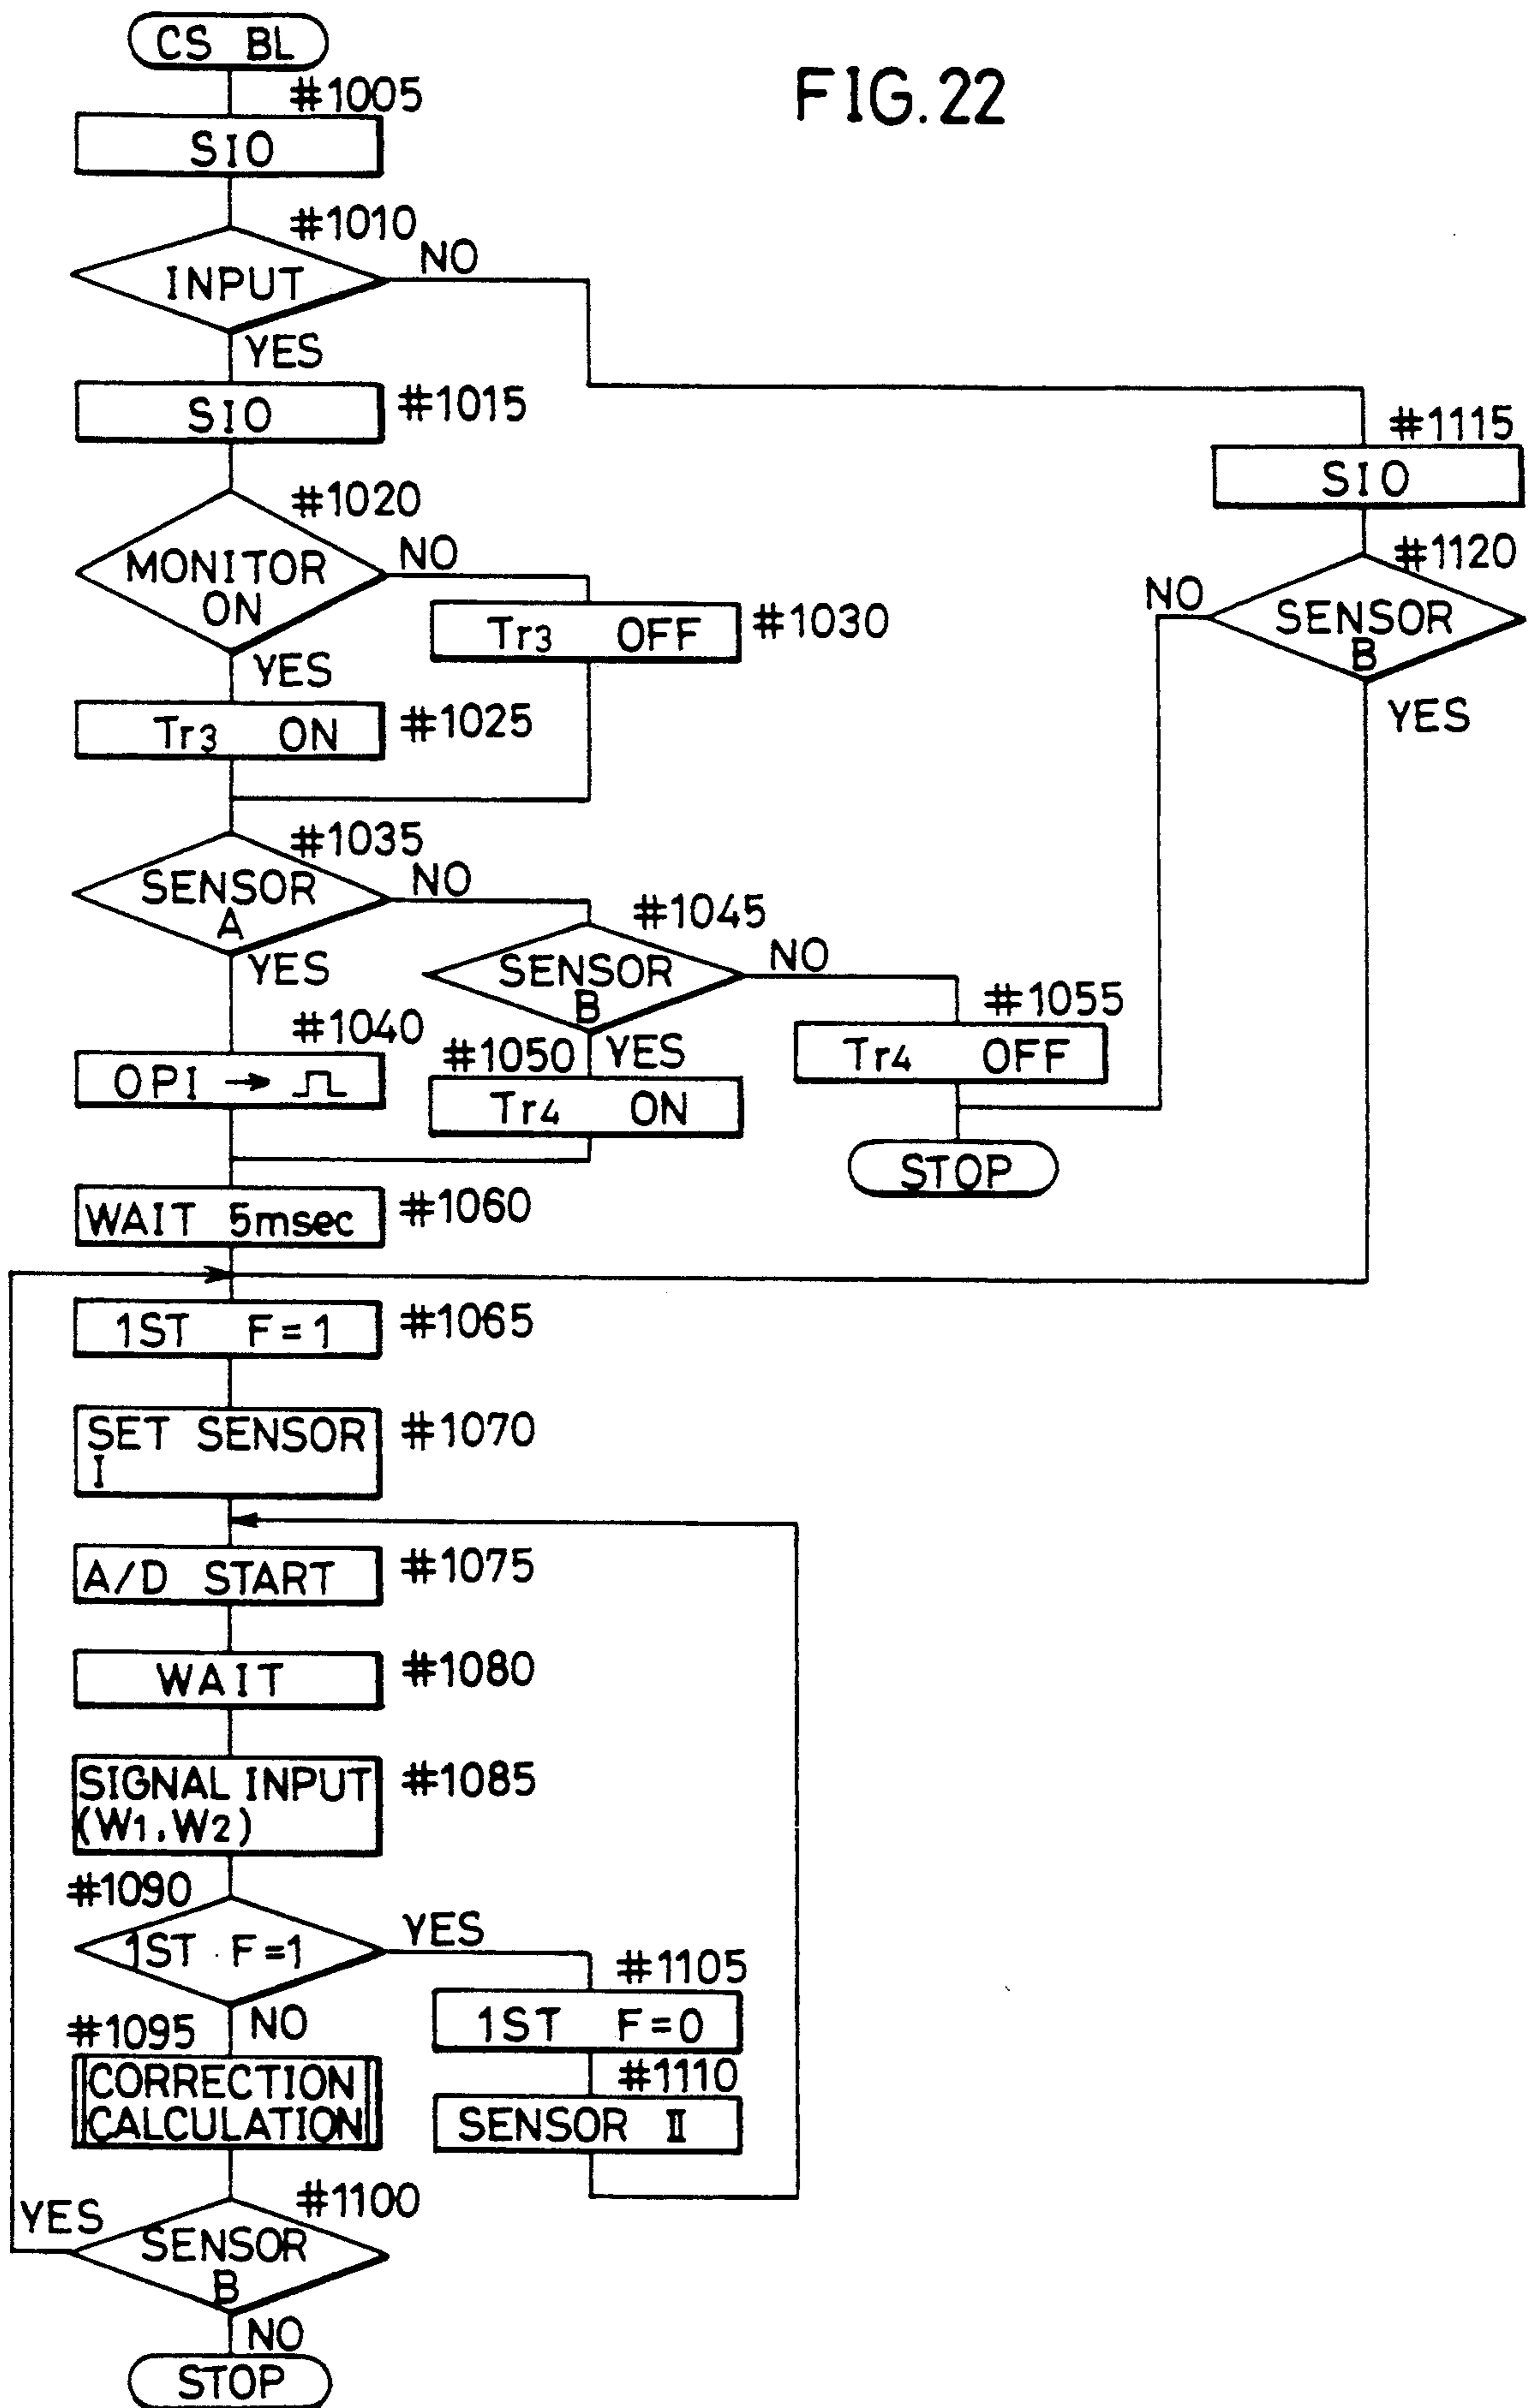 CS BL
FIG.22
#1005
SIO
#1010
INPUT
NO
YES
SIO
#1015
#1115
SIO
#1020
MONITOR
ON
NO
YES
Tr3 OFF
#1030
#1120
SENSOR
B
NO
YES
Tr3 ON
#1025
#1035
SENSOR
A
NO
YES
#1045
SENSOR
B
NO
YES
#1055
Tr4 OFF
#1040
OPI → ⎍
#1050
Tr4 ON
STOP
WAIT 5msec
#1060
1ST F=1
#1065
SET SENSOR
I
#1070
A/D START
#1075
WAIT
#1080
SIGNAL INPUT
(W1,W2)
#1085
#1090
1ST F=1
YES
NO
#1105
1ST F=0
#1095
CORRECTION
CALCULATION
#1110
SENSOR II
#1100
YES
SENSOR
B
NO
STOP